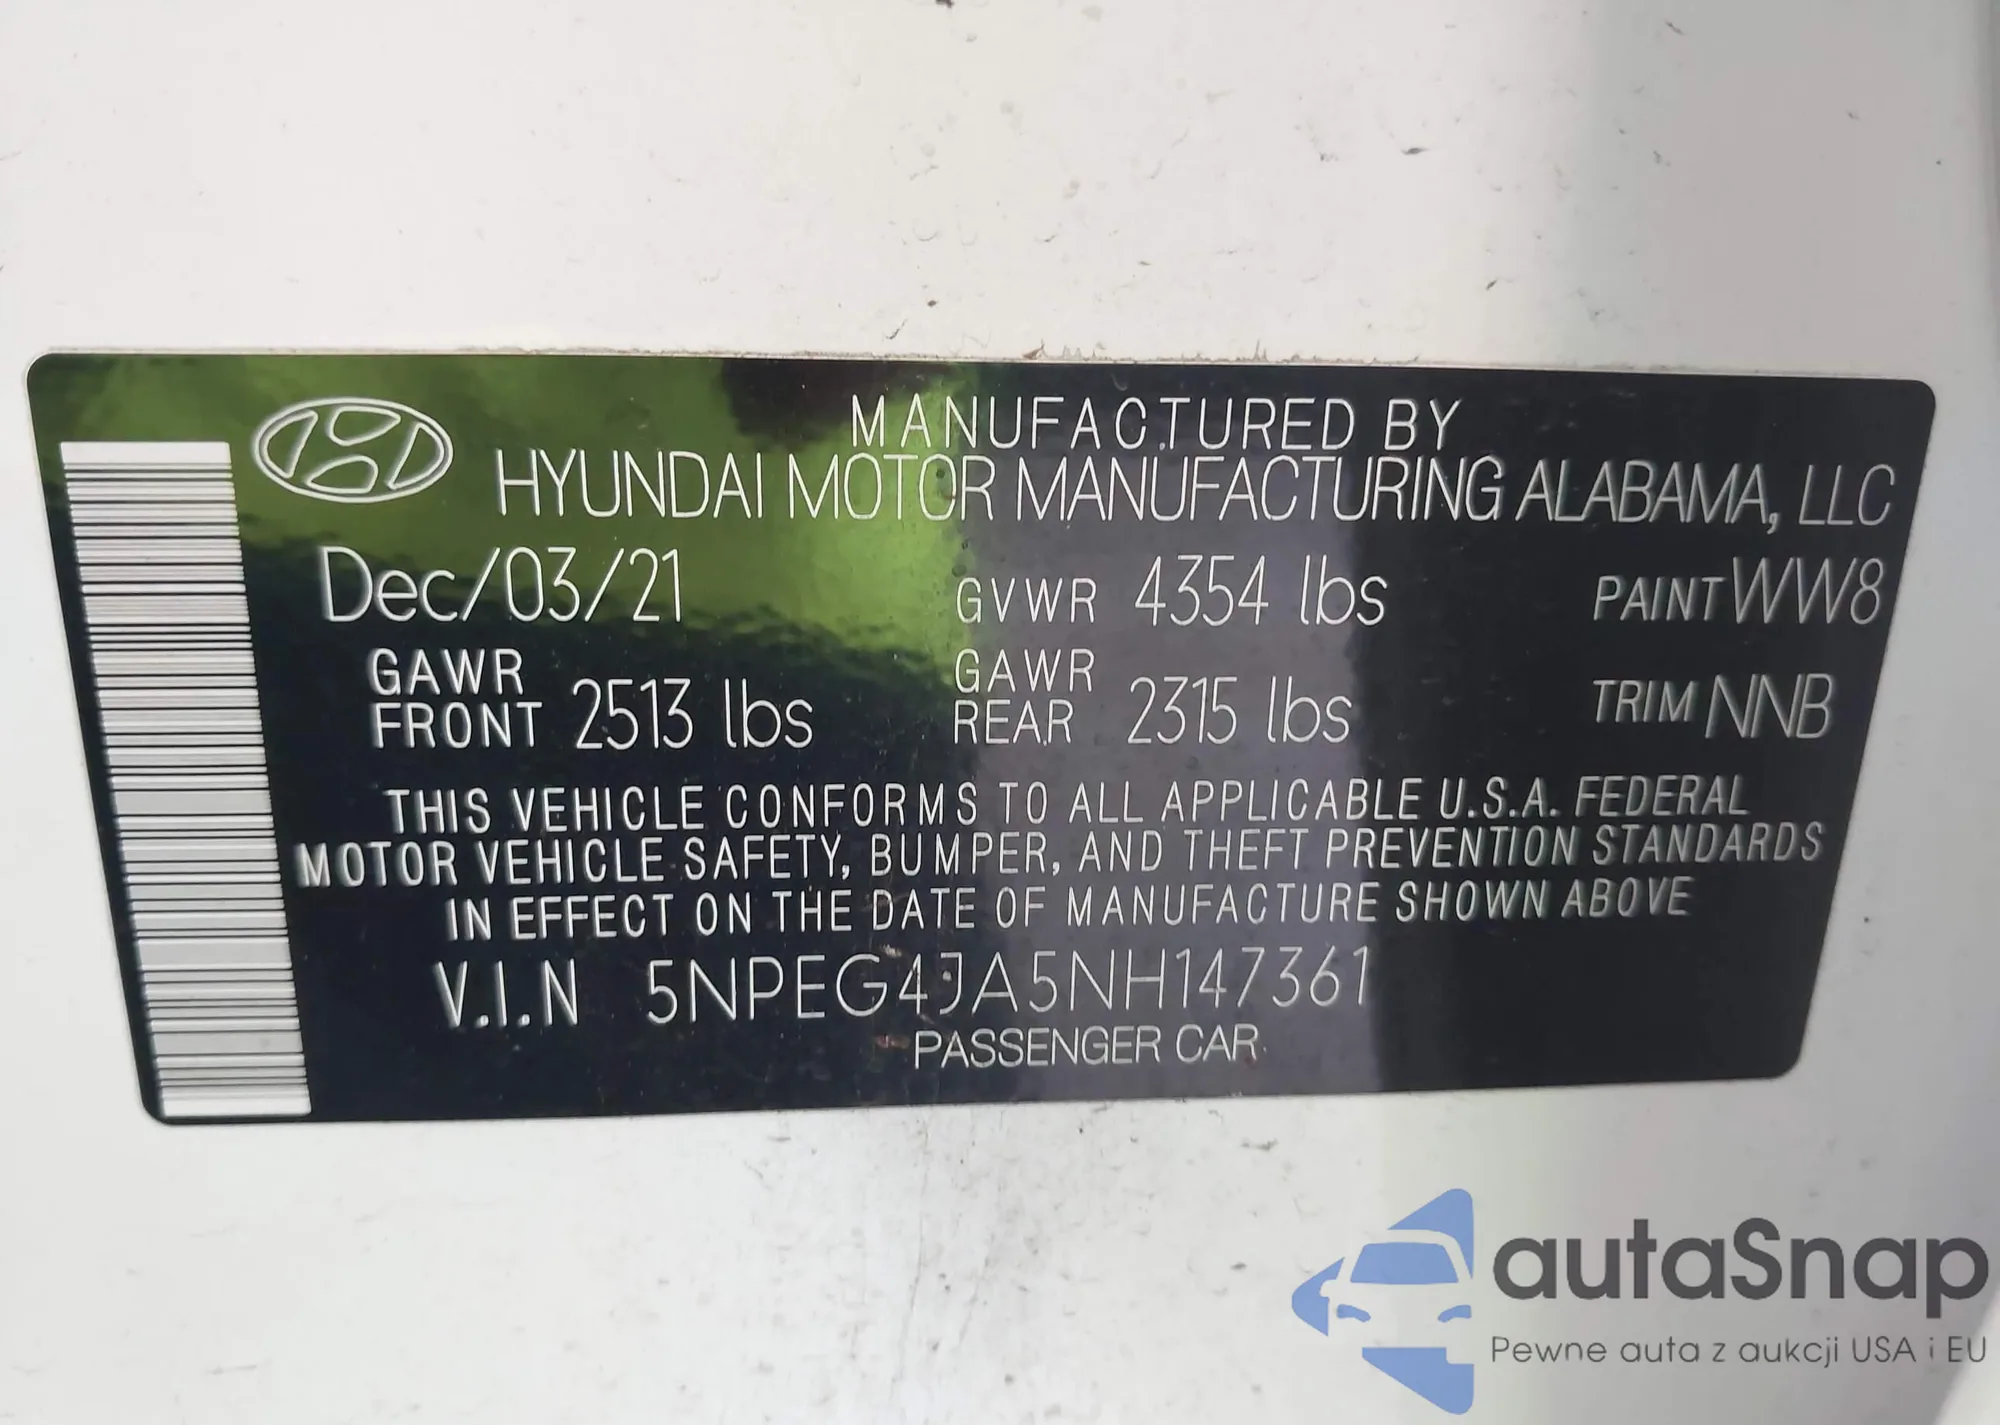 MANUFACTURED BY
HYUNDAI MOTOR MANUFACTURING ALABAMA, LLC
Dec/03/21 GVWR 4354 lbs PAINT WW8
GAWR FRONT 2513 lbs GAWR REAR 2315 lbs TRIM NNB
THIS VEHICLE CONFORMS TO ALL APPLICABLE U.S.A. FEDERAL
MOTOR VEHICLE SAFETY, BUMPER, AND THEFT PREVENTION STANDARDS
IN EFFECT ON THE DATE OF MANUFACTURE SHOWN ABOVE
V.I.N 5NPEG4JA5NH147361
PASSENGER CAR
autaSnap
Pewne auta z aukcji USA i EU